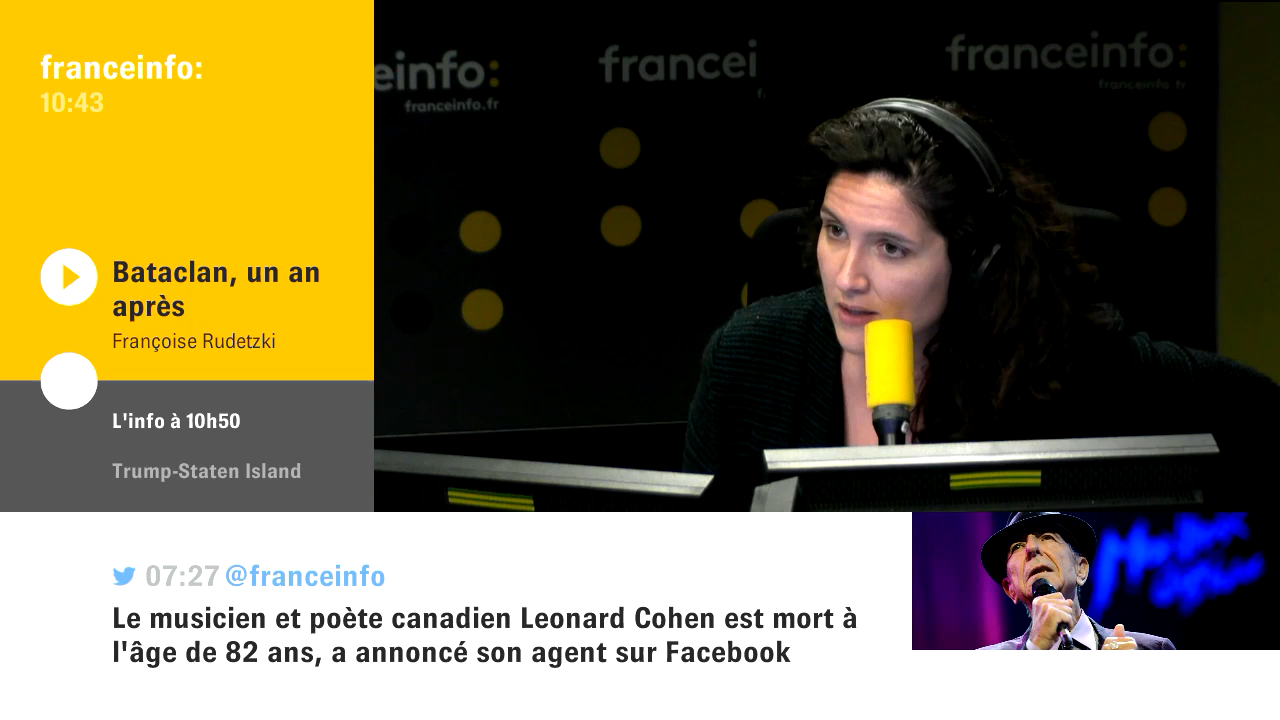 franceinfo:
10:43
einfo:
franceinfo.fr
francei
franceinfo:
franceinfo.fr
Bataclan, un an
après
Françoise Rudetzki
L'info à 10h50
Trump-Staten Island
07:27 @franceinfo
Le musicien et poète canadien Leonard Cohen est mort à
l'âge de 82 ans, a annoncé son agent sur Facebook